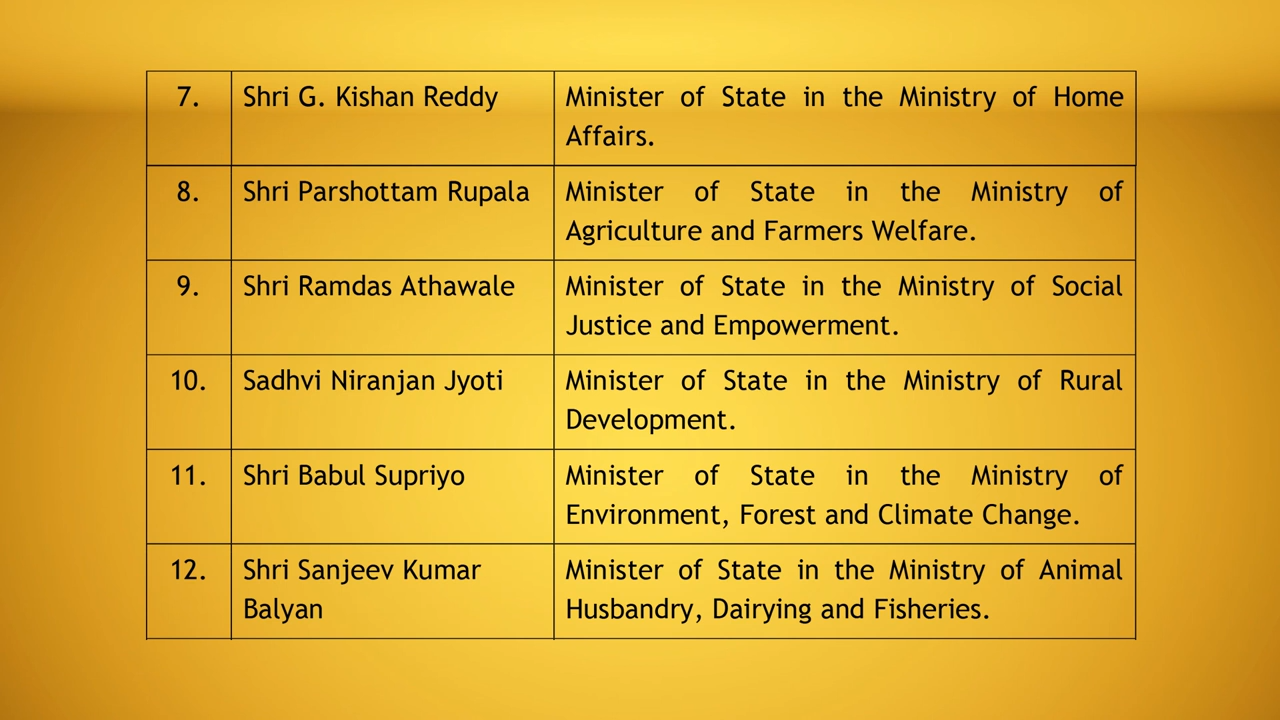 7. Shri G. Kishan Reddy Minister of State in the Ministry of Home
Affairs.
8. Shri Parshottam Rupala Minister of State in the Ministry of
Agriculture and Farmers Welfare.
9. Shri Ramdas Athawale Minister of State in the Ministry of Social
Justice and Empowerment.
10. Sadhvi Niranjan Jyoti Minister of State in the Ministry of Rural
Development.
11. Shri Babul Supriyo Minister of State in the Ministry of
Environment, Forest and Climate Change.
12. Shri Sanjeev Kumar Minister of State in the Ministry of Animal
Balyan Husbandry, Dairying and Fisheries.